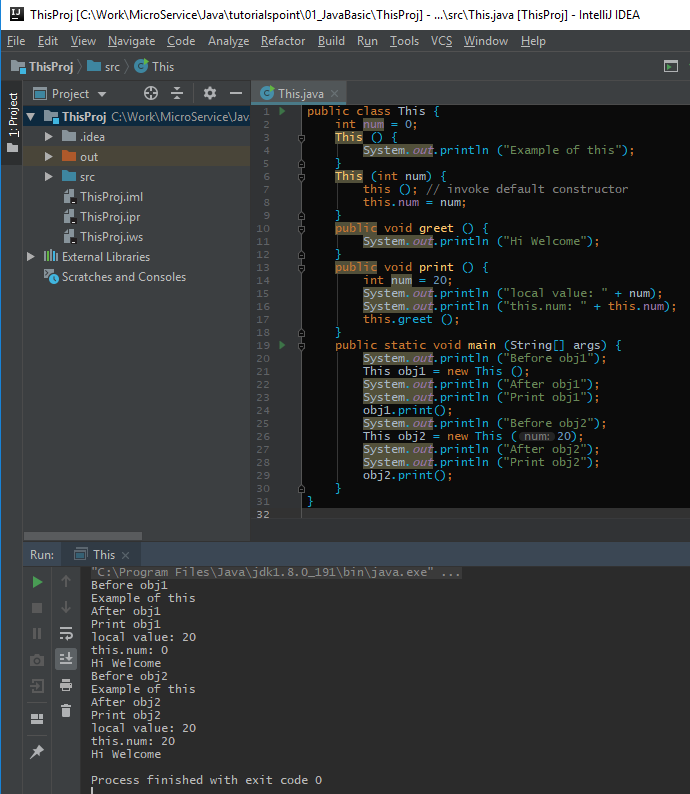 ThisProj [C:\Work\MicroService\Java\tutorialspoint\01_JavaBasic\ThisProj] - ...\src\This.java [ThisProj] - IntelliJ IDEA
File Edit View Navigate Code Analyze Refactor Build Run Tools VCS Window Help
ThisProj src This
1: Project
Project
ThisProj C:\Work\MicroService\Jav
.idea
out
src
ThisProj.iml
ThisProj.ipr
ThisProj.iws
External Libraries
Scratches and Consoles
This.java
1 public class This {
2 int num = 0;
3 This () {
4 System.out.println ("Example of this");
5 }
6 This (int num) {
7 this (); // invoke default constructor
8 this.num = num;
9 }
10 public void greet () {
11 System.out.println ("Hi Welcome");
12 }
13 public void print () {
14 int num = 20;
15 System.out.println ("local value: " + num);
16 System.out.println ("this.num: " + this.num);
17 this.greet ();
18 }
19 public static void main (String[] args) {
20 System.out.println ("Before obj1");
21 This obj1 = new This ();
22 System.out.println ("After obj1");
23 System.out.println ("Print obj1");
24 obj1.print();
25 System.out.println ("Before obj2");
26 This obj2 = new This ( num: 20);
27 System.out.println ("After obj2");
28 System.out.println ("Print obj2");
29 obj2.print();
30 }
31 }
32
Run: This
"C:\Program Files\Java\jdk1.8.0_191\bin\java.exe" ...
Before obj1
Example of this
After obj1
Print obj1
local value: 20
this.num: 0
Hi Welcome
Before obj2
Example of this
After obj2
Print obj2
local value: 20
this.num: 20
Hi Welcome
Process finished with exit code 0